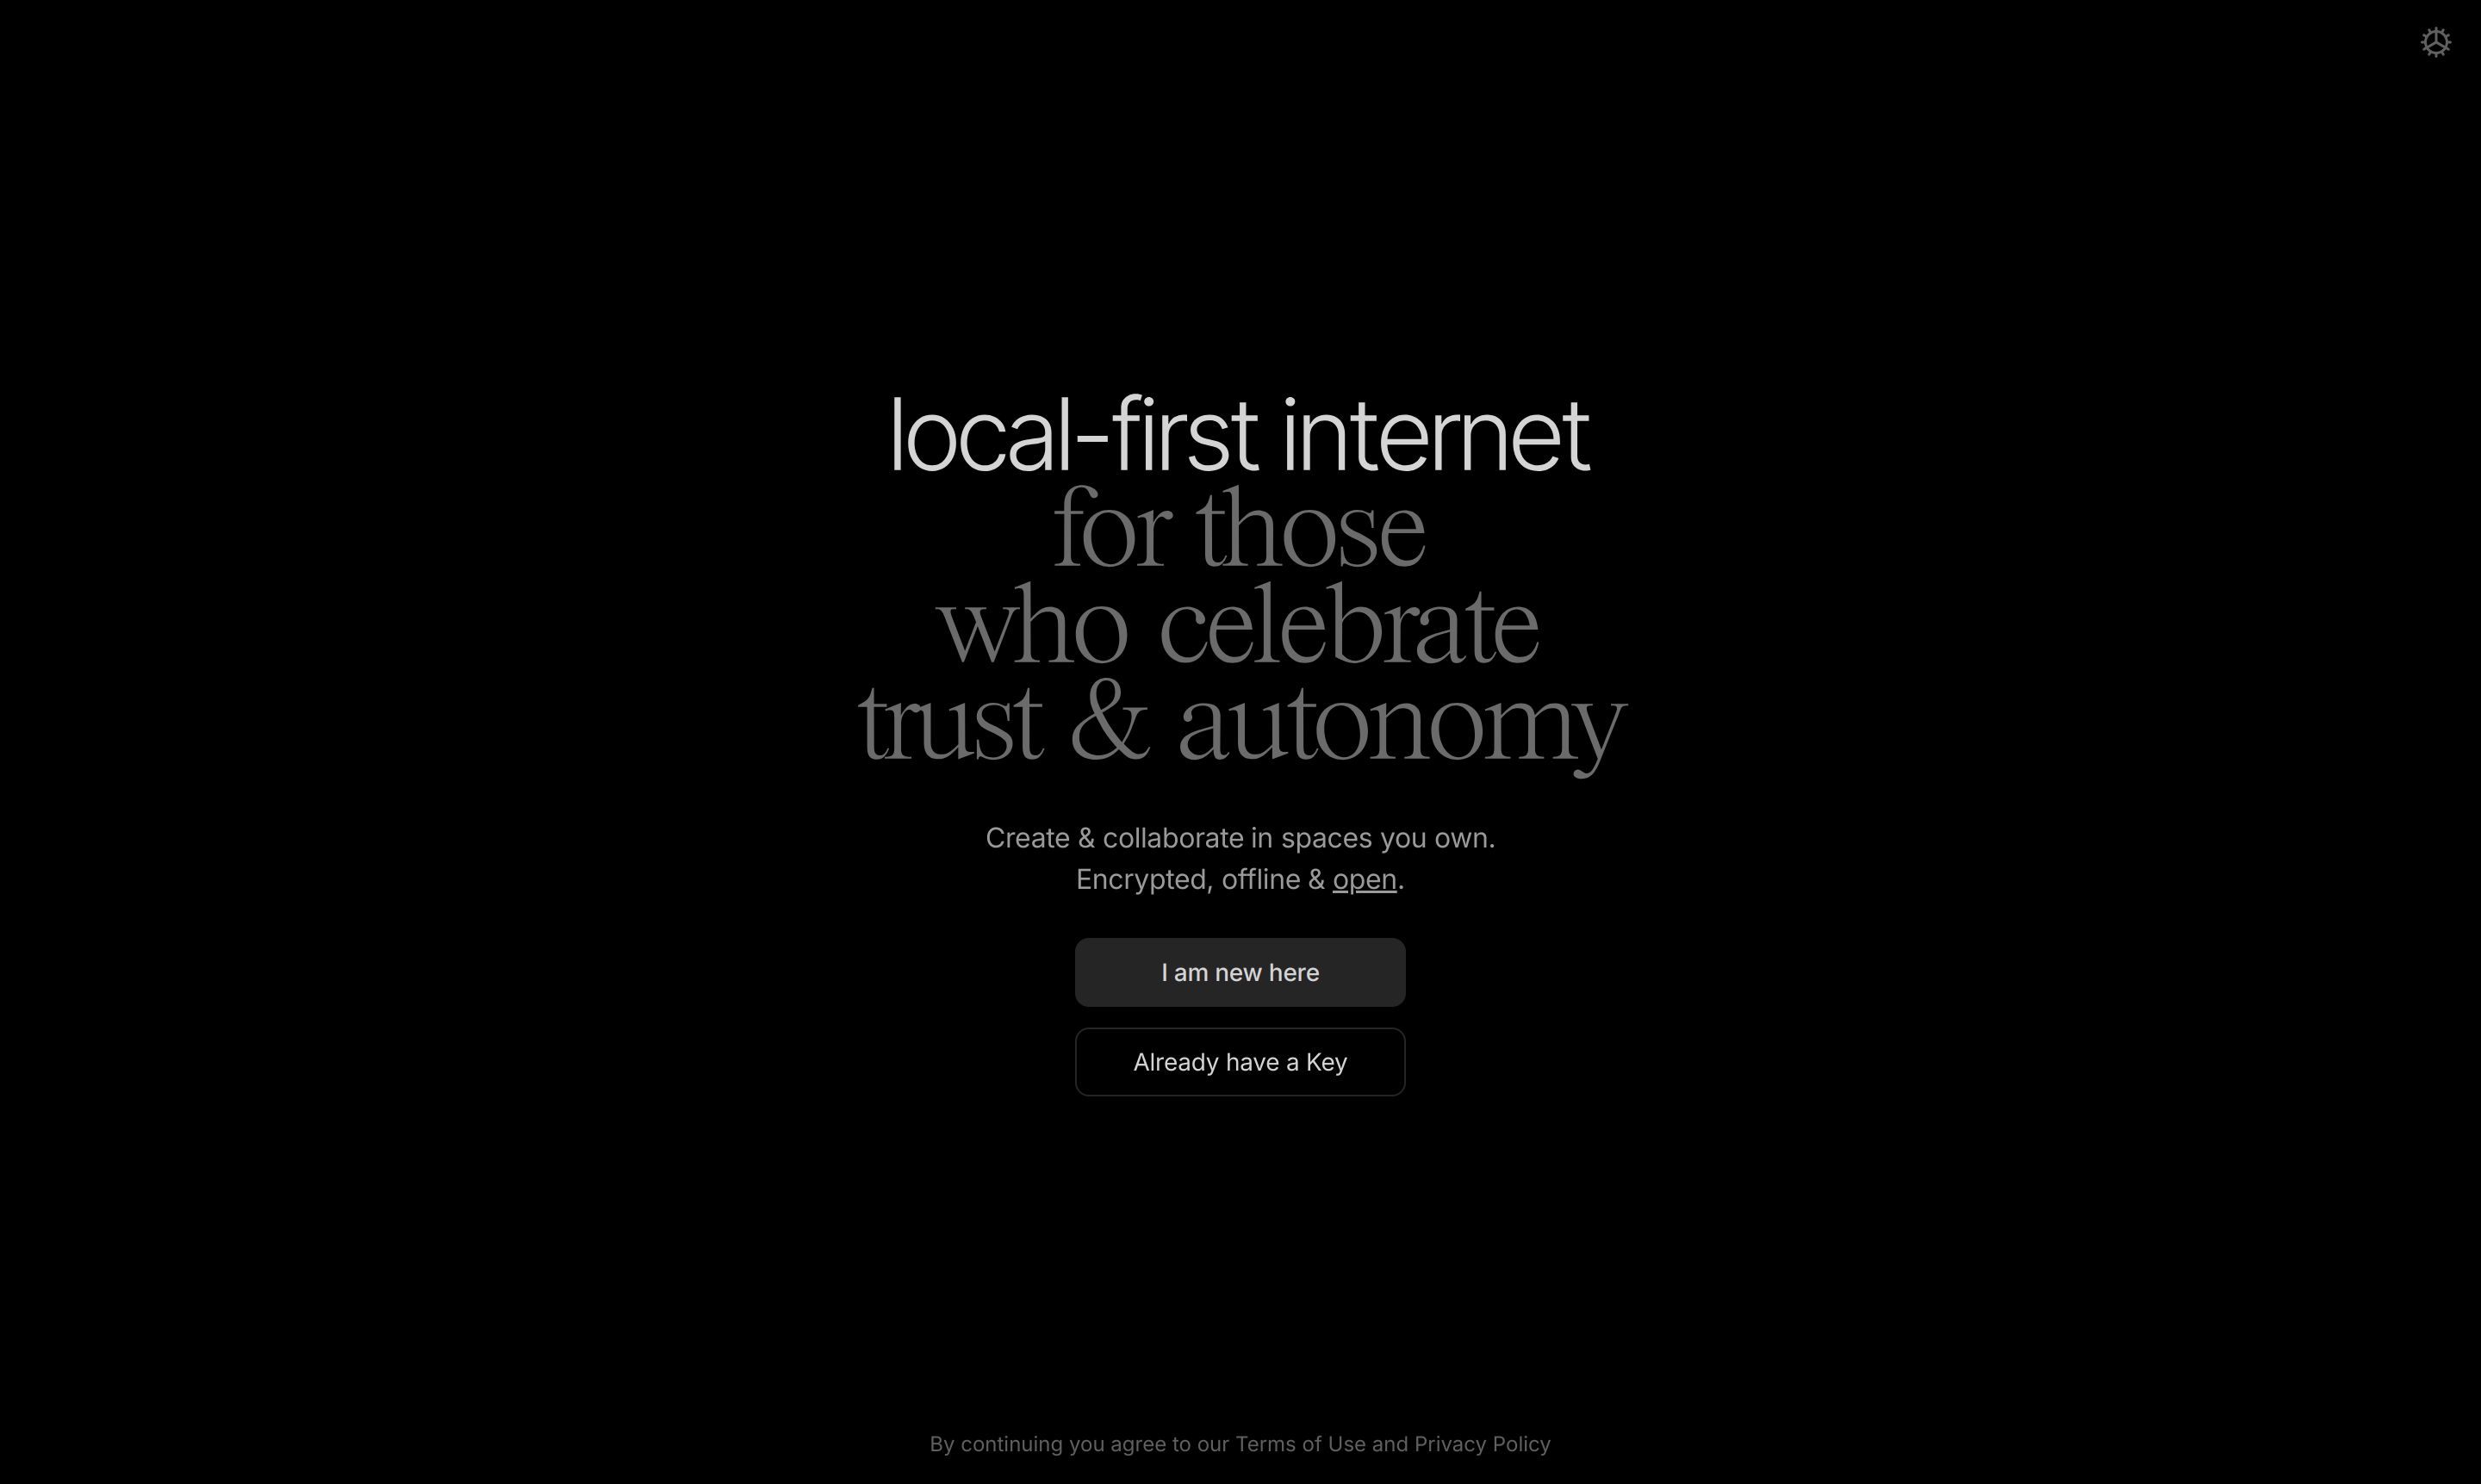 local-first internet
for those
who celebrate
trust & autonomy
Create & collaborate in spaces you own.
Encrypted, offline & open.
I am new here
Already have a Key
By continuing you agree to our Terms of Use and Privacy Policy